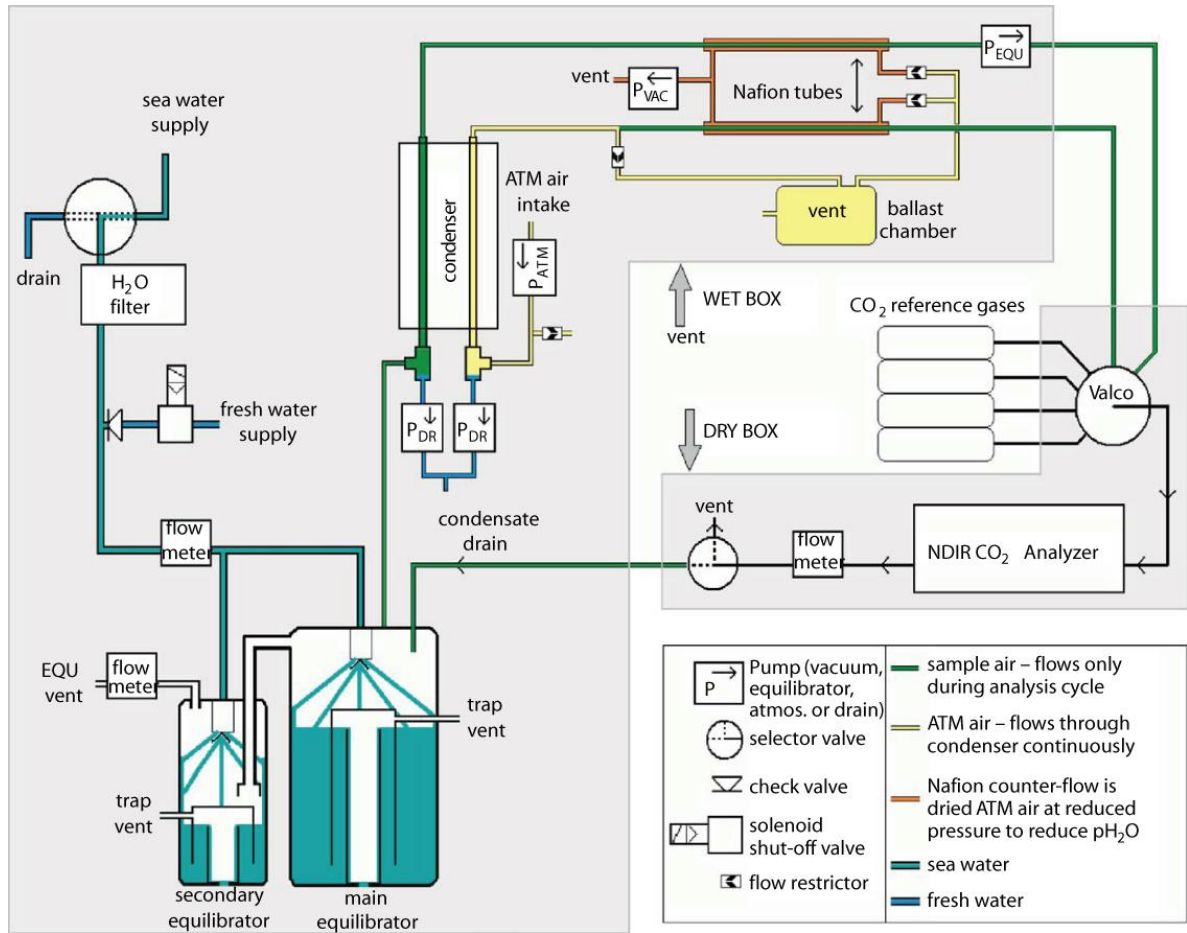 sea water
supply
drain
H2O
filter
fresh water
supply
flow
meter
EQU
vent
flow
meter
trap
vent
secondary
equilibrator
main
equilibrator
trap
vent
condenser
PDR
PDR
condensate
drain
ATM air
intake
PATM
vent
PVAC
Nafion tubes
PEQU
vent
ballast
chamber
WET BOX
vent
DRY BOX
CO2 reference gases
Valco
vent
flow
meter
NDIR CO2 Analyzer
P
Pump (vacuum,
equilibrator,
atmos. or drain)
selector valve
check valve
solenoid
shut-off valve
flow restrictor
sample air – flows only
during analysis cycle
ATM air – flows through
condenser continuously
Nafion counter-flow is
dried ATM air at reduced
pressure to reduce pH2O
sea water
fresh water